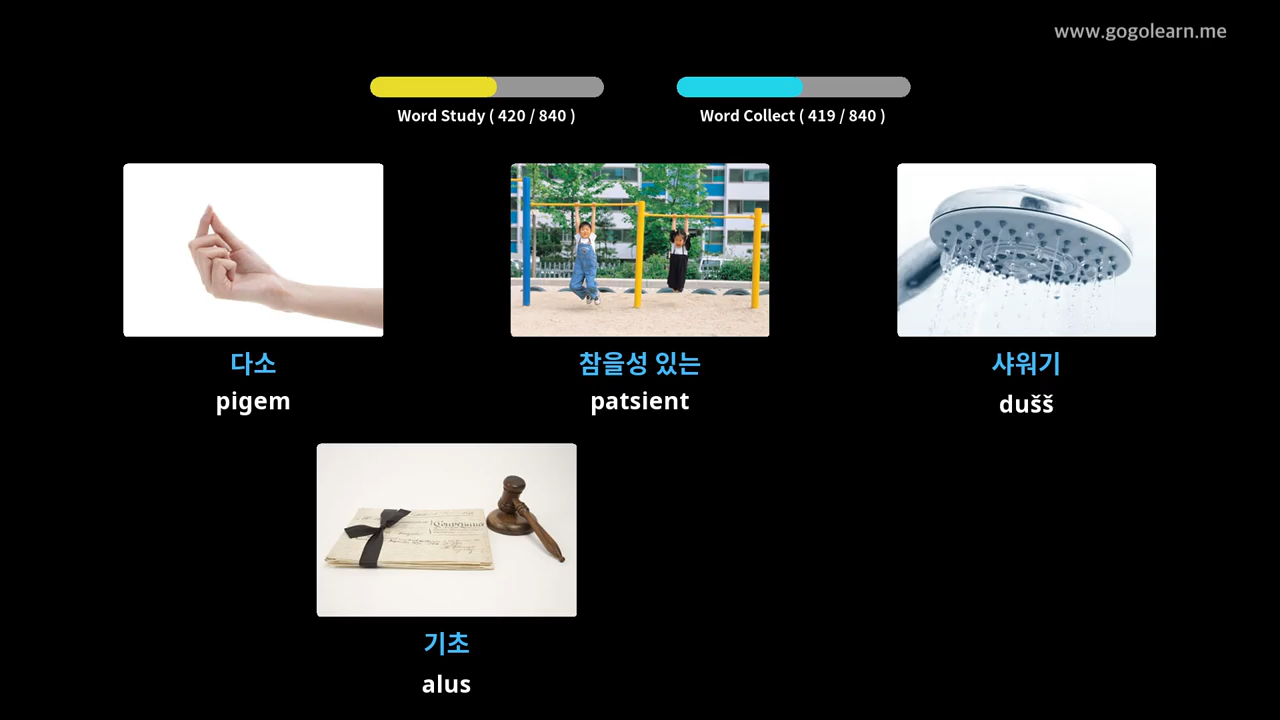 www.gogolearn.me
Word Study ( 420 / 840 )
Word Collect ( 419 / 840 )
다소
pigem
참을성 있는
patsient
샤워기
dušš
기초
alus